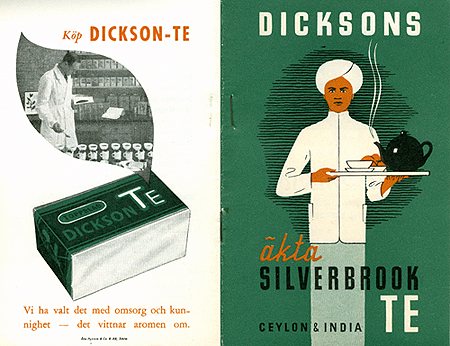 Köp DICKSON-TE
DICKSON TE
Vi ha valt det med omsorg och kun-
nighet — det vittnar aromen om.
DICKSONS
äkta
SILVERBROOK
TE
CEYLON & INDIA